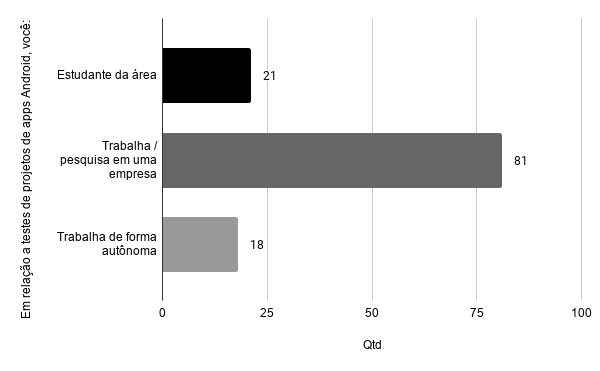 Em relação a testes de projetos de apps Android, você:
Estudante da área
21
Trabalha /
pesquisa em uma
empresa
81
Trabalha de forma
autônoma
18
0
25
50
75
100
Qtd